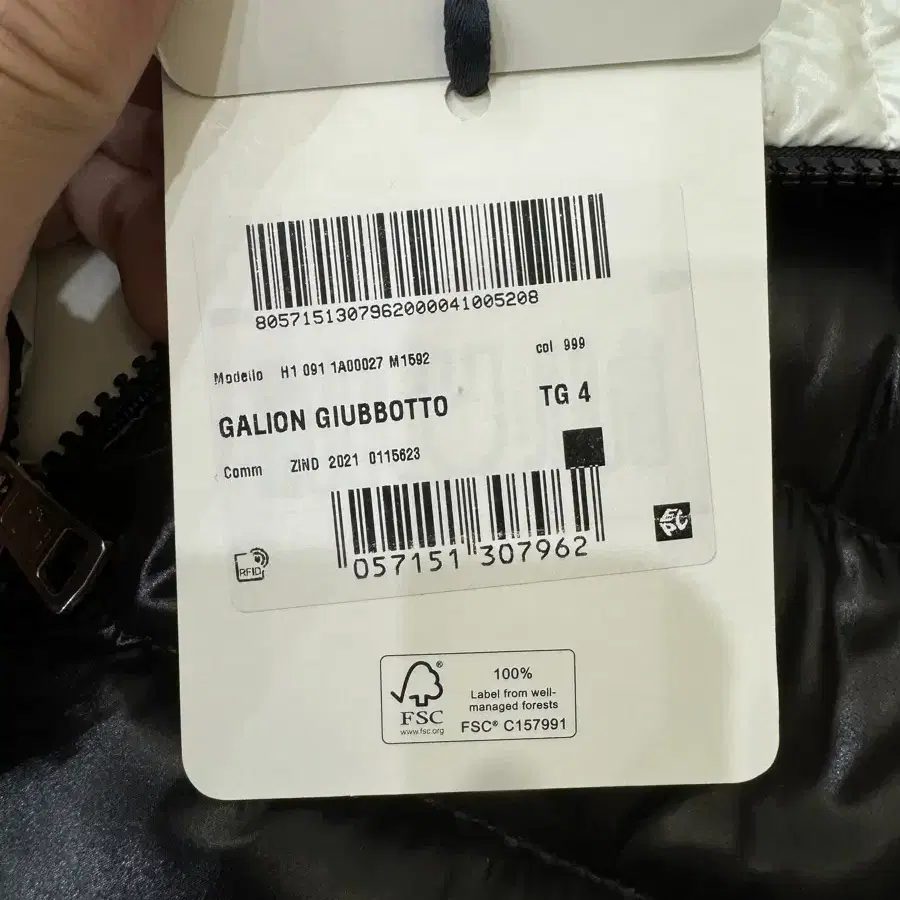 8057151307962000041005208
Modello H1 091 1A00027 M1592 col 999
GALION GIUBBOTTO TG 4
Comm ZIND 2021 0115623
057151 307962
RFID
EPC
100%
Label from well-
managed forests
FSC® C157991
®
FSC
www.fsc.org